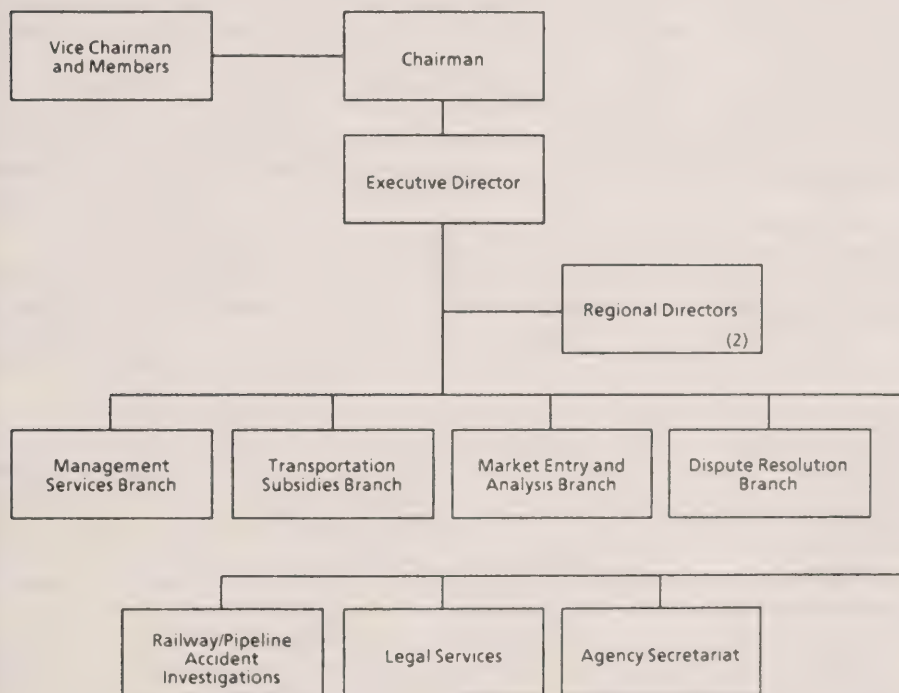 Vice Chairman
and Members
Chairman
Executive Director
Regional Directors
(2)
Management
Services Branch
Transportation
Subsidies Branch
Market Entry and
Analysis Branch
Dispute Resolution
Branch
Railway/Pipeline
Accident
Investigations
Legal Services
Agency Secretariat